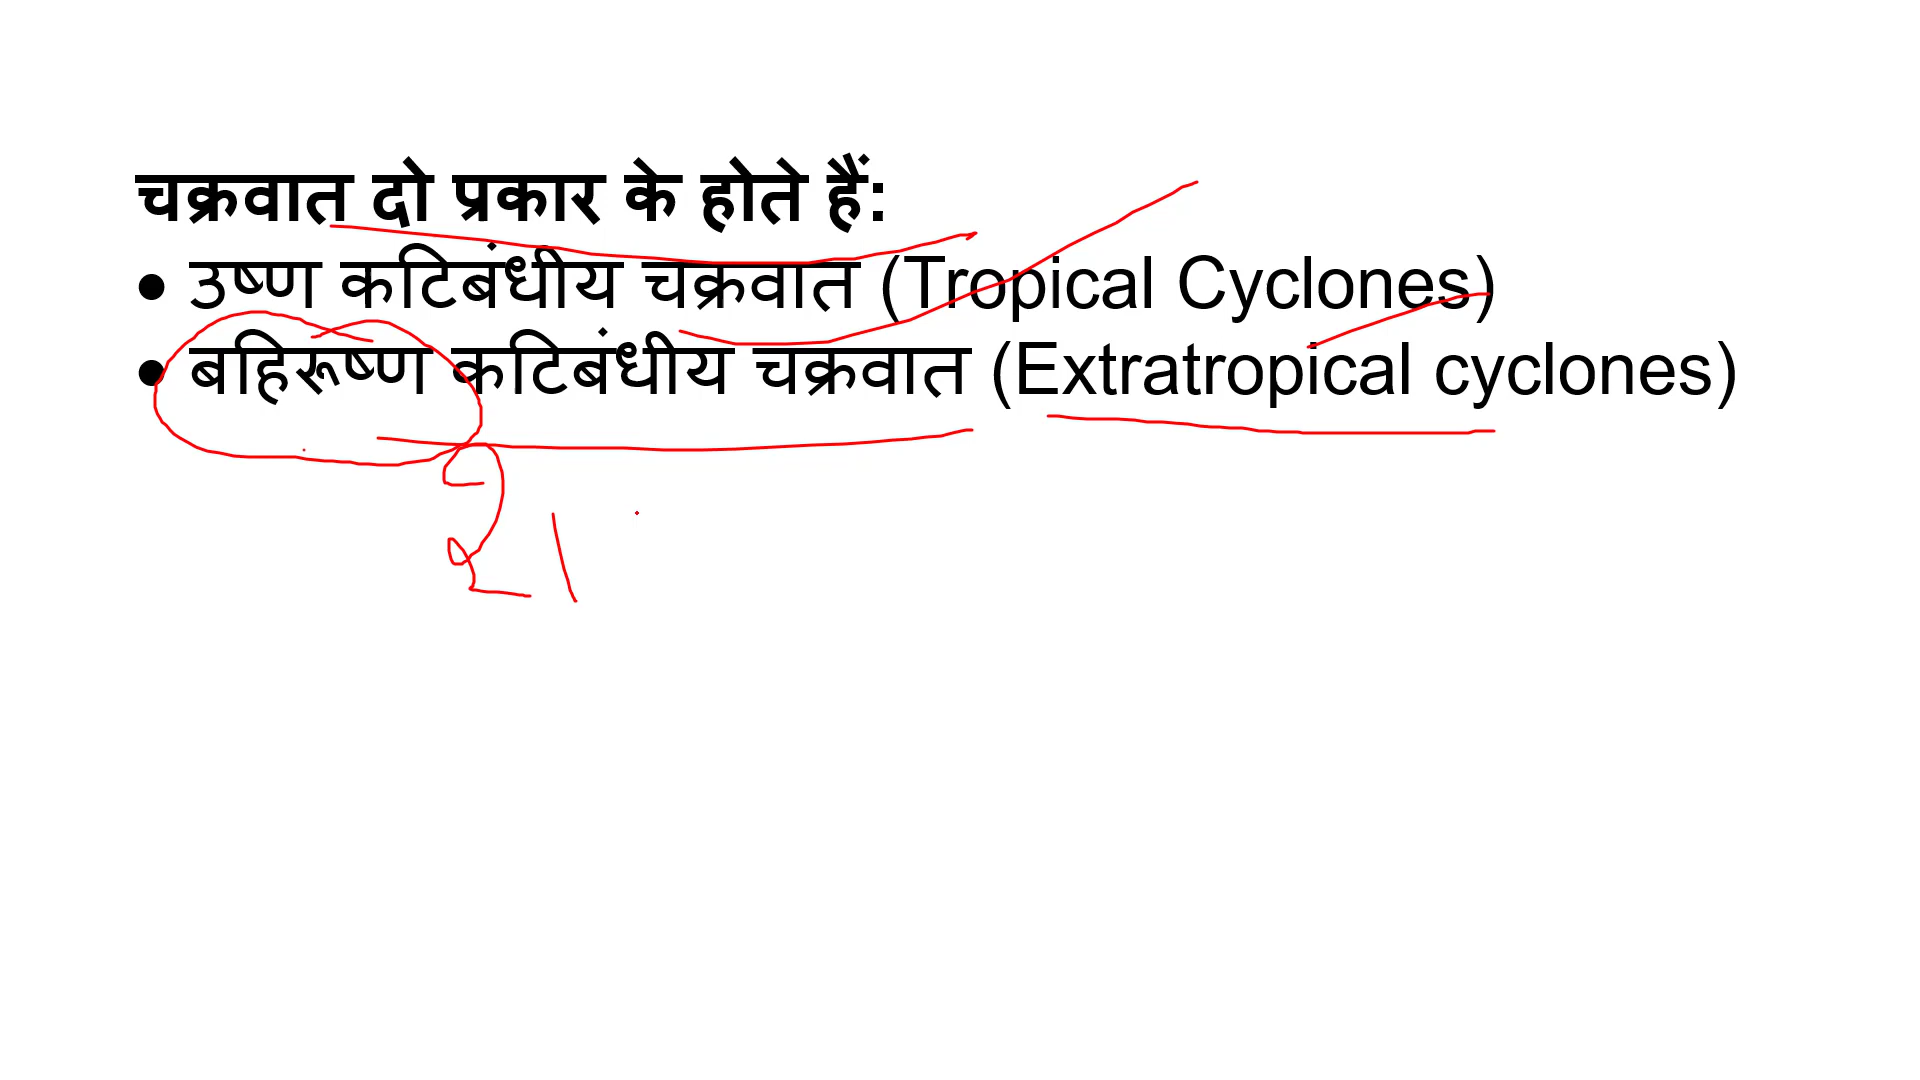 चक्रवात दो प्रकार के होते हैं:
● उष्ण कटिबंधीय चक्रवात (Tropical Cyclones)
● बहिरूष्ण कटिबंधीय चक्रवात (Extratropical cyclones)